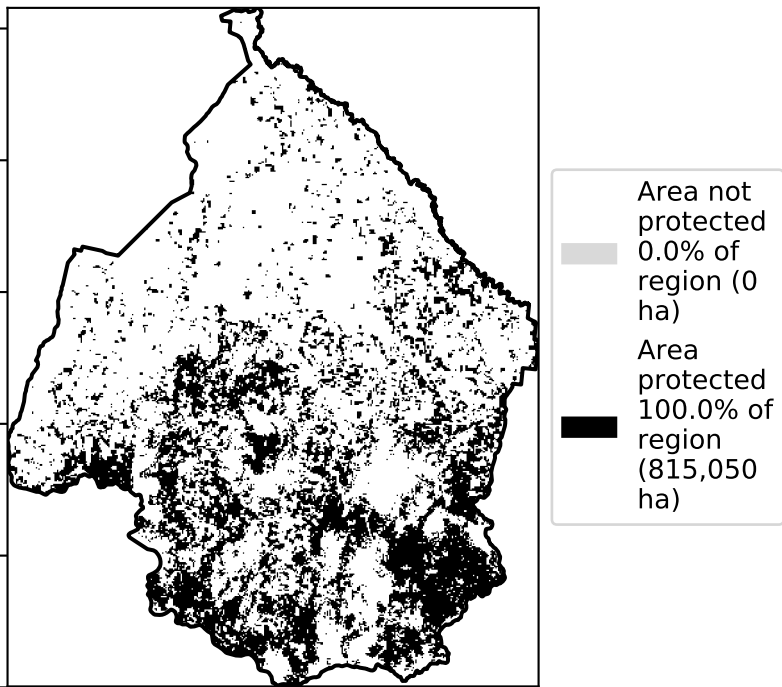 Area not
protected
0.0% of
region (0
ha)
Area
protected
100.0% of
region
(815,050
ha)